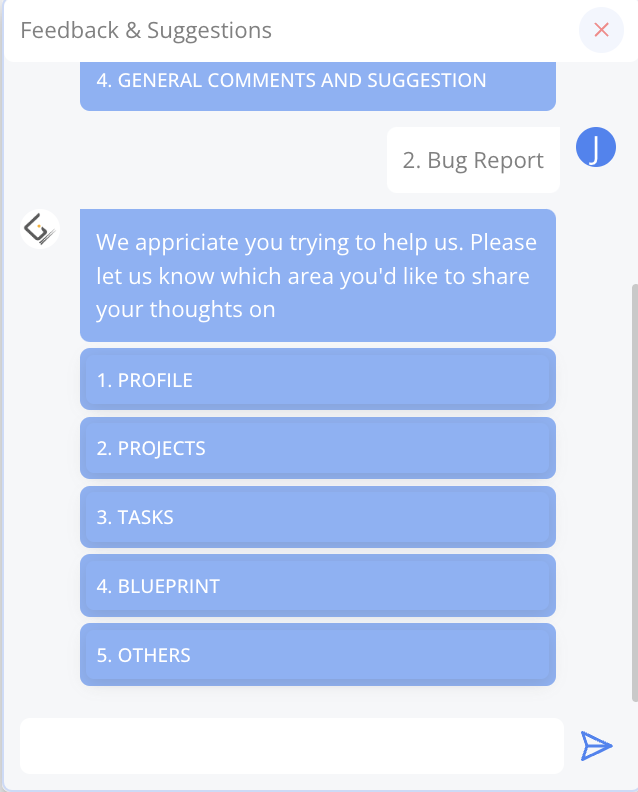 Feedback & Suggestions
4. GENERAL COMMENTS AND SUGGESTION
2. Bug Report
J
We appriciate you trying to help us. Please
let us know which area you'd like to share
your thoughts on
1. PROFILE
2. PROJECTS
3. TASKS
4. BLUEPRINT
5. OTHERS